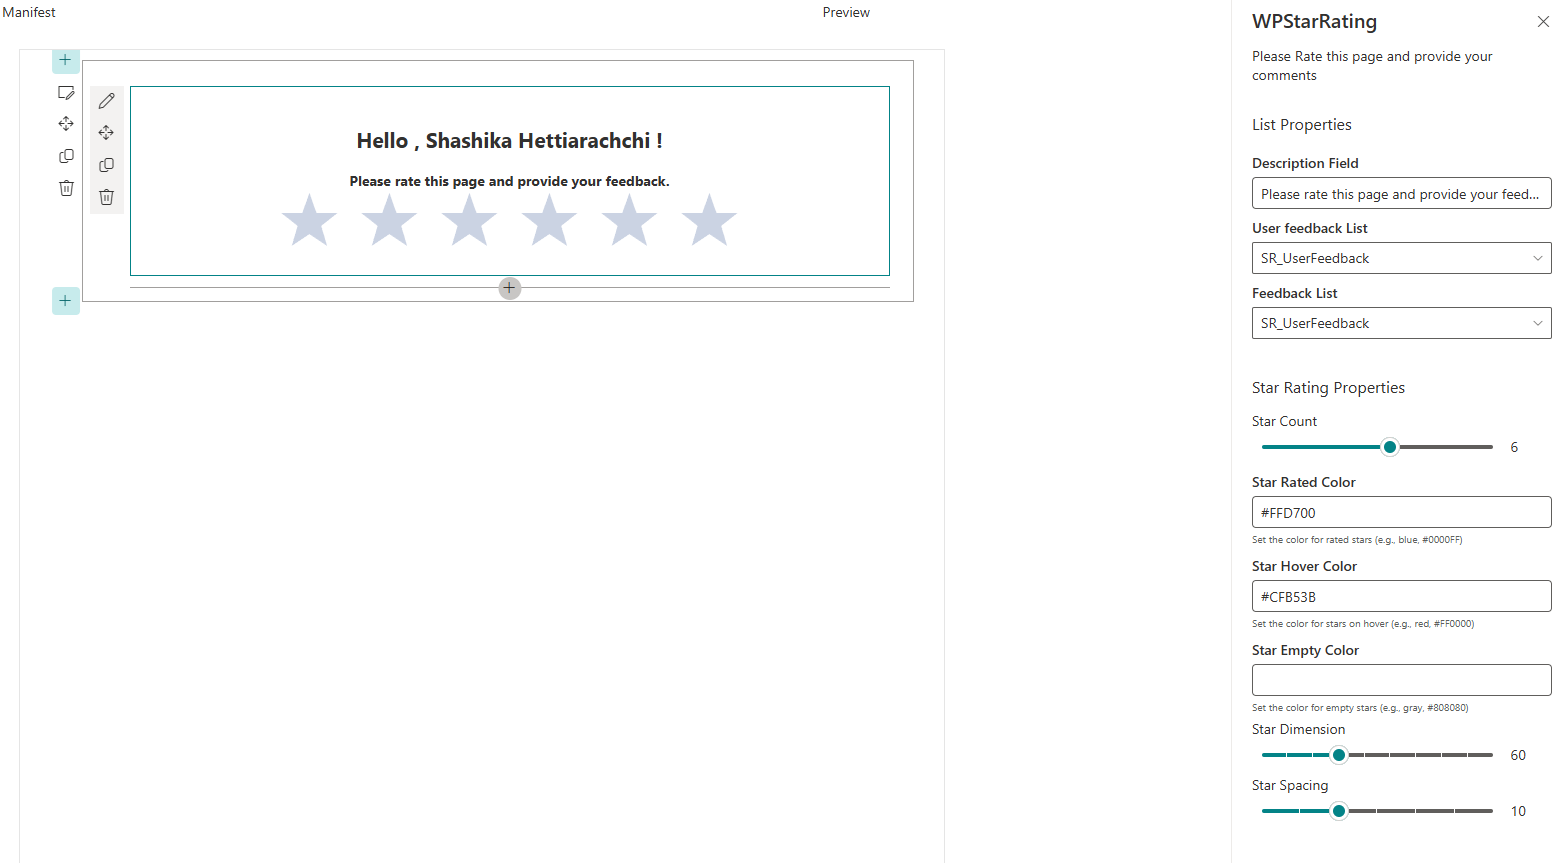 Manifest
Preview
Hello , Shashika Hettiarachchi !
Please rate this page and provide your feedback.
WPStarRating
Please Rate this page and provide your
comments
List Properties
Description Field
Please rate this page and provide your feed...
User feedback List
SR_UserFeedback
Feedback List
SR_UserFeedback
Star Rating Properties
Star Count
6
Star Rated Color
#FFD700
Set the color for rated stars (e.g., blue, #0000FF)
Star Hover Color
#CFB53B
Set the color for stars on hover (e.g., red, #FF0000)
Star Empty Color
Set the color for empty stars (e.g., gray, #808080)
Star Dimension
60
Star Spacing
10